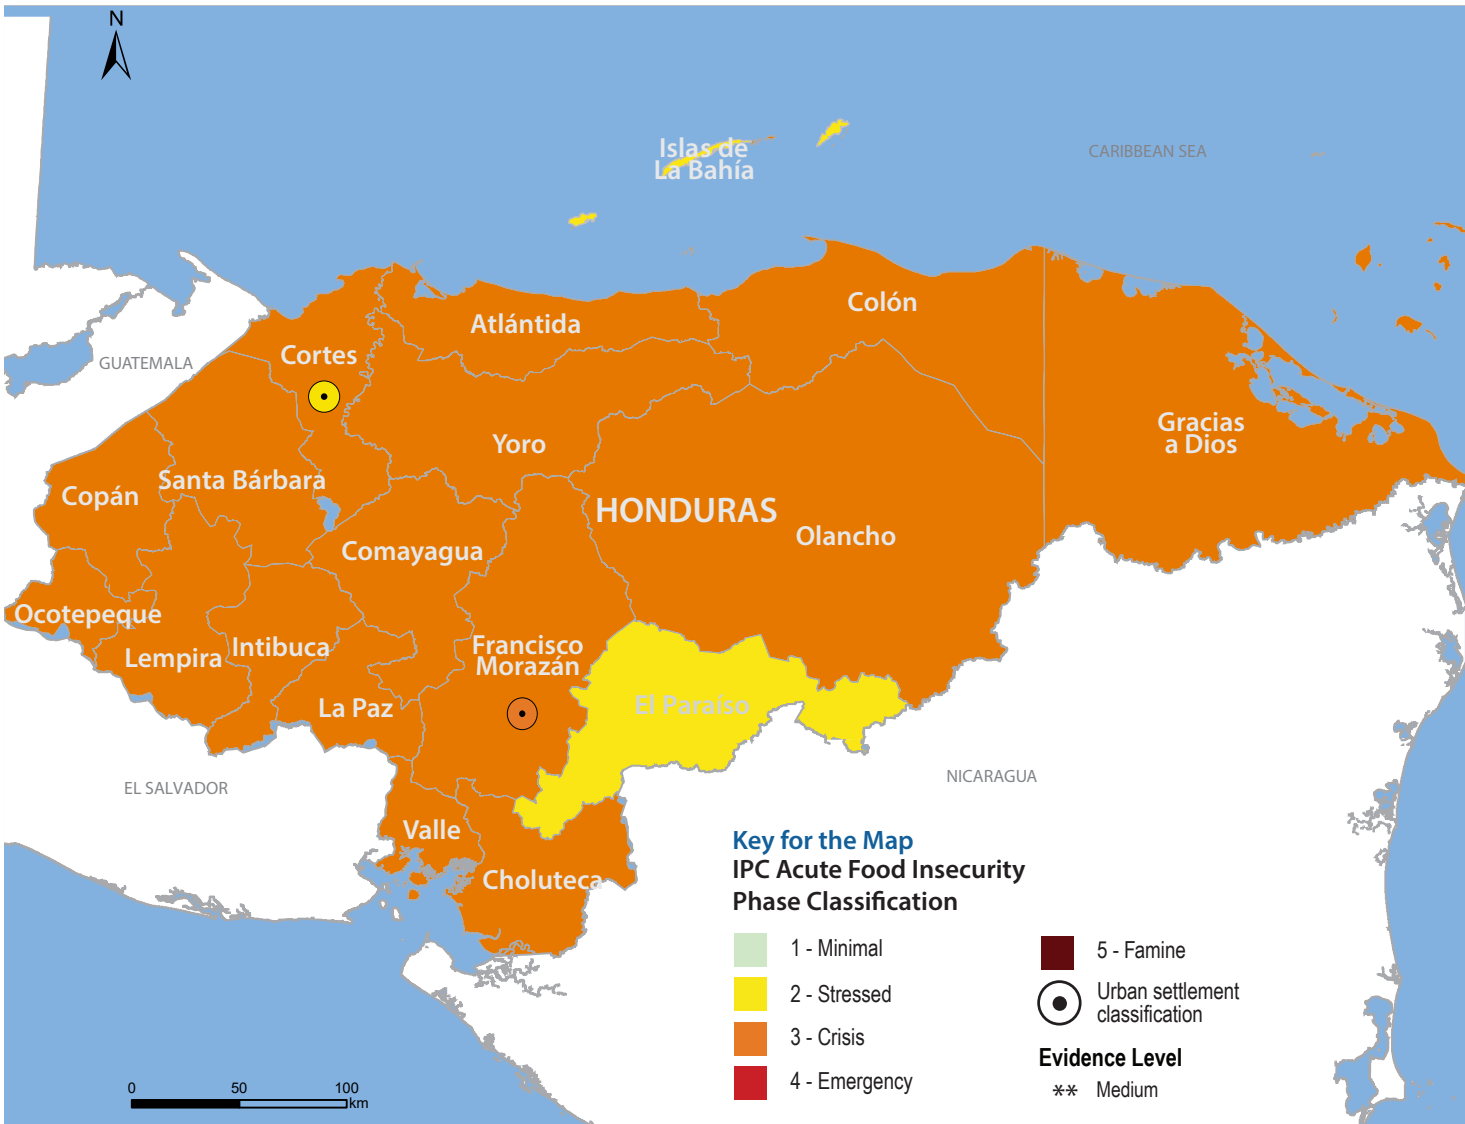 N
Islas de
La Bahía
CARIBBEAN SEA
Colón
Atlántida
Cortes
GUATEMALA
Gracias
a Dios
Yoro
Santa Bárbara
Copán
HONDURAS
Olancho
Comayagua
Ocotepeque
Francisco
Morazán
Intibuca
Lempira
La Paz
El Paraíso
NICARAGUA
EL SALVADOR
Valle
Choluteca
Key for the Map
IPC Acute Food Insecurity
Phase Classification
1 - Minimal
2 - Stressed
3 - Crisis
4 - Emergency
5 - Famine
Urban settlement
classification
Evidence Level
** Medium
0 50 100
km